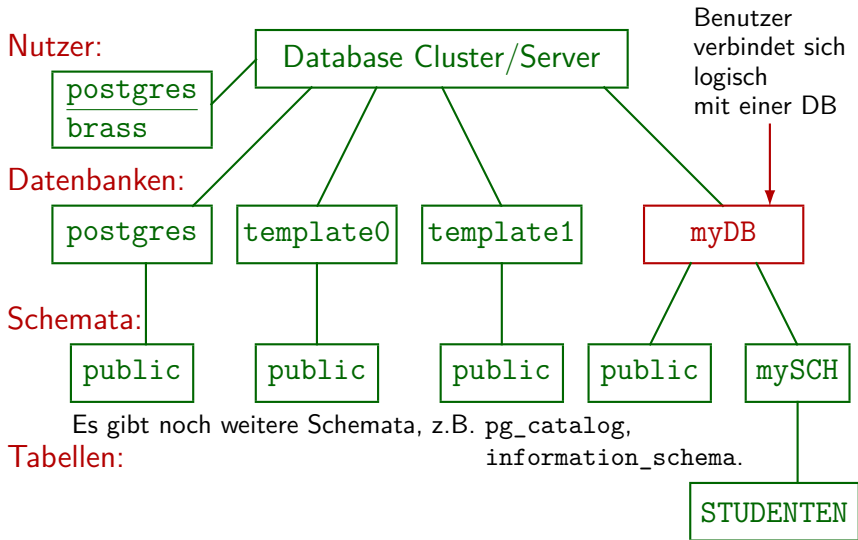 Nutzer:
postgres
brass
Database Cluster/Server
Benutzer
verbindet sich
logisch
mit einer DB
Datenbanken:
postgres
template0
template1
myDB
Schemata:
public
public
public
public
mySCH
Es gibt noch weitere Schemata, z.B. pg_catalog,
information_schema.
Tabellen:
STUDENTEN